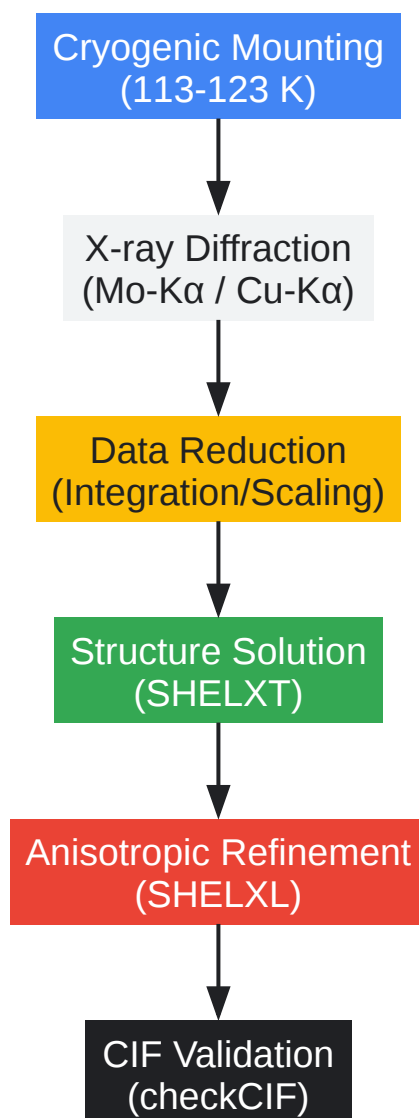 Cryogenic Mounting
(113-123 K)
X-ray Diffraction
(Mo-Kα / Cu-Kα)
Data Reduction
(Integration/Scaling)
Structure Solution
(SHELXT)
Anisotropic Refinement
(SHELXL)
CIF Validation
(checkCIF)